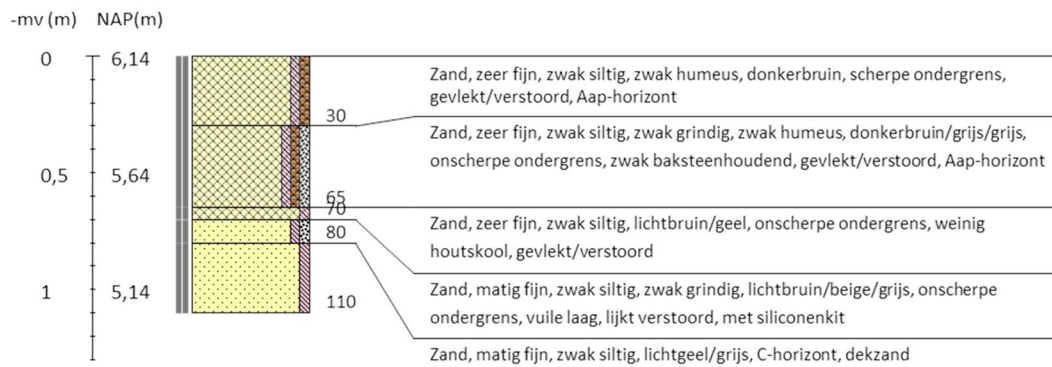 -mv (m) NAP(m)
0 6,14
Zand, zeer fijn, zwak siltig, zwak humeus, donkerbruin, scherpe ondergrens,
gevlekt/verstoord, Aap-horizont
30
Zand, zeer fijn, zwak siltig, zwak grindig, zwak humeus, donkerbruin/grijs/grijs,
onscherpe ondergrens, zwak baksteenhoudend, gevlekt/verstoord, Aap-horizont
0,5 5,64
65
70
Zand, zeer fijn, zwak siltig, lichtbruin/geel, onscherpe ondergrens, weinig
houtskool, gevlekt/verstoord
80
Zand, matig fijn, zwak siltig, zwak grindig, lichtbruin/beige/grijs, onscherpe
ondergrens, vuile laag, lijkt verstoord, met siliconenkit
1 5,14
110
Zand, matig fijn, zwak siltig, lichtgeel/grijs, C-horizont, dekzand